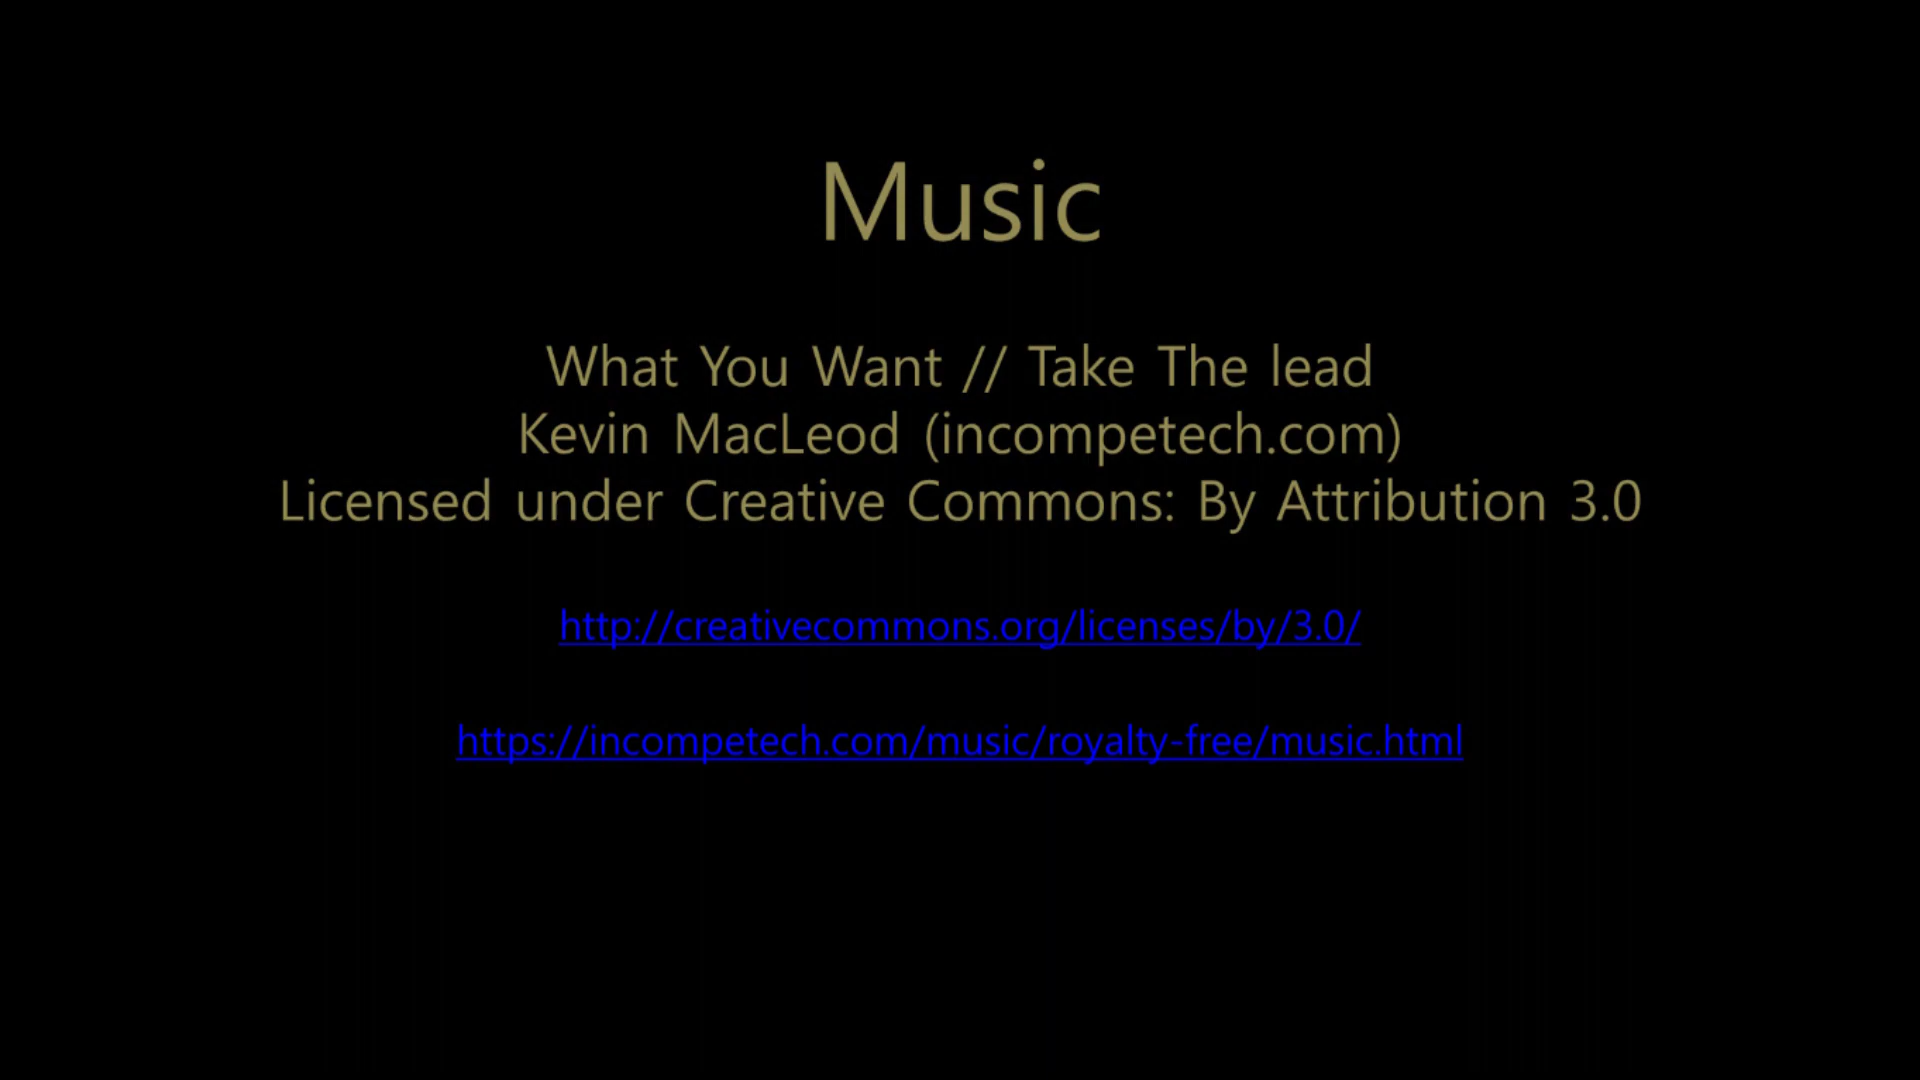 Music
What You Want // Take The lead
Kevin MacLeod (incompetech.com)
Licensed under Creative Commons: By Attribution 3.0
http://creativecommons.org/licenses/by/3.0/
https://incompetech.com/music/royalty-free/music.html